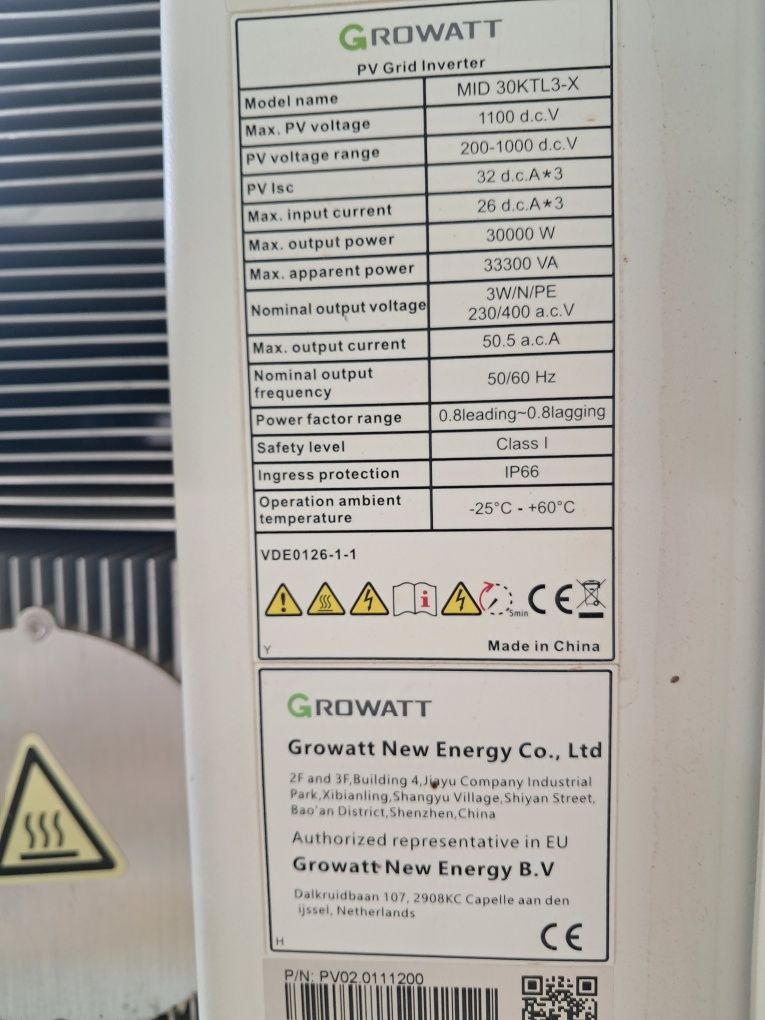 GROWATT
PV Grid Inverter
Model name MID 30KTL3-X
Max. PV voltage 1100 d.c.V
PV voltage range 200-1000 d.c.V
PV Isc 32 d.c.A*3
Max. input current 26 d.c.A*3
Max. output power 30000 W
Max. apparent power 33300 VA
Nominal output voltage 3W/N/PE
230/400 a.c.V
Max. output current 50.5 a.c.A
Nominal output
frequency 50/60 Hz
Power factor range 0.8leading~0.8lagging
Safety level Class I
Ingress protection IP66
Operation ambient
temperature -25°C - +60°C
VDE0126-1-1
i 5min CE
Y Made in China
GROWATT
Growatt New Energy Co., Ltd
2F and 3F,Building 4,Jiayu Company Industrial
Park,Xibianling,Shangyu Village,Shiyan Street,
Bao'an District,Shenzhen,China
Authorized representative in EU
Growatt New Energy B.V
Dalkruidbaan 107, 2908KC Capelle aan den
ijssel, Netherlands
H CE
P/N: PV02.0111200